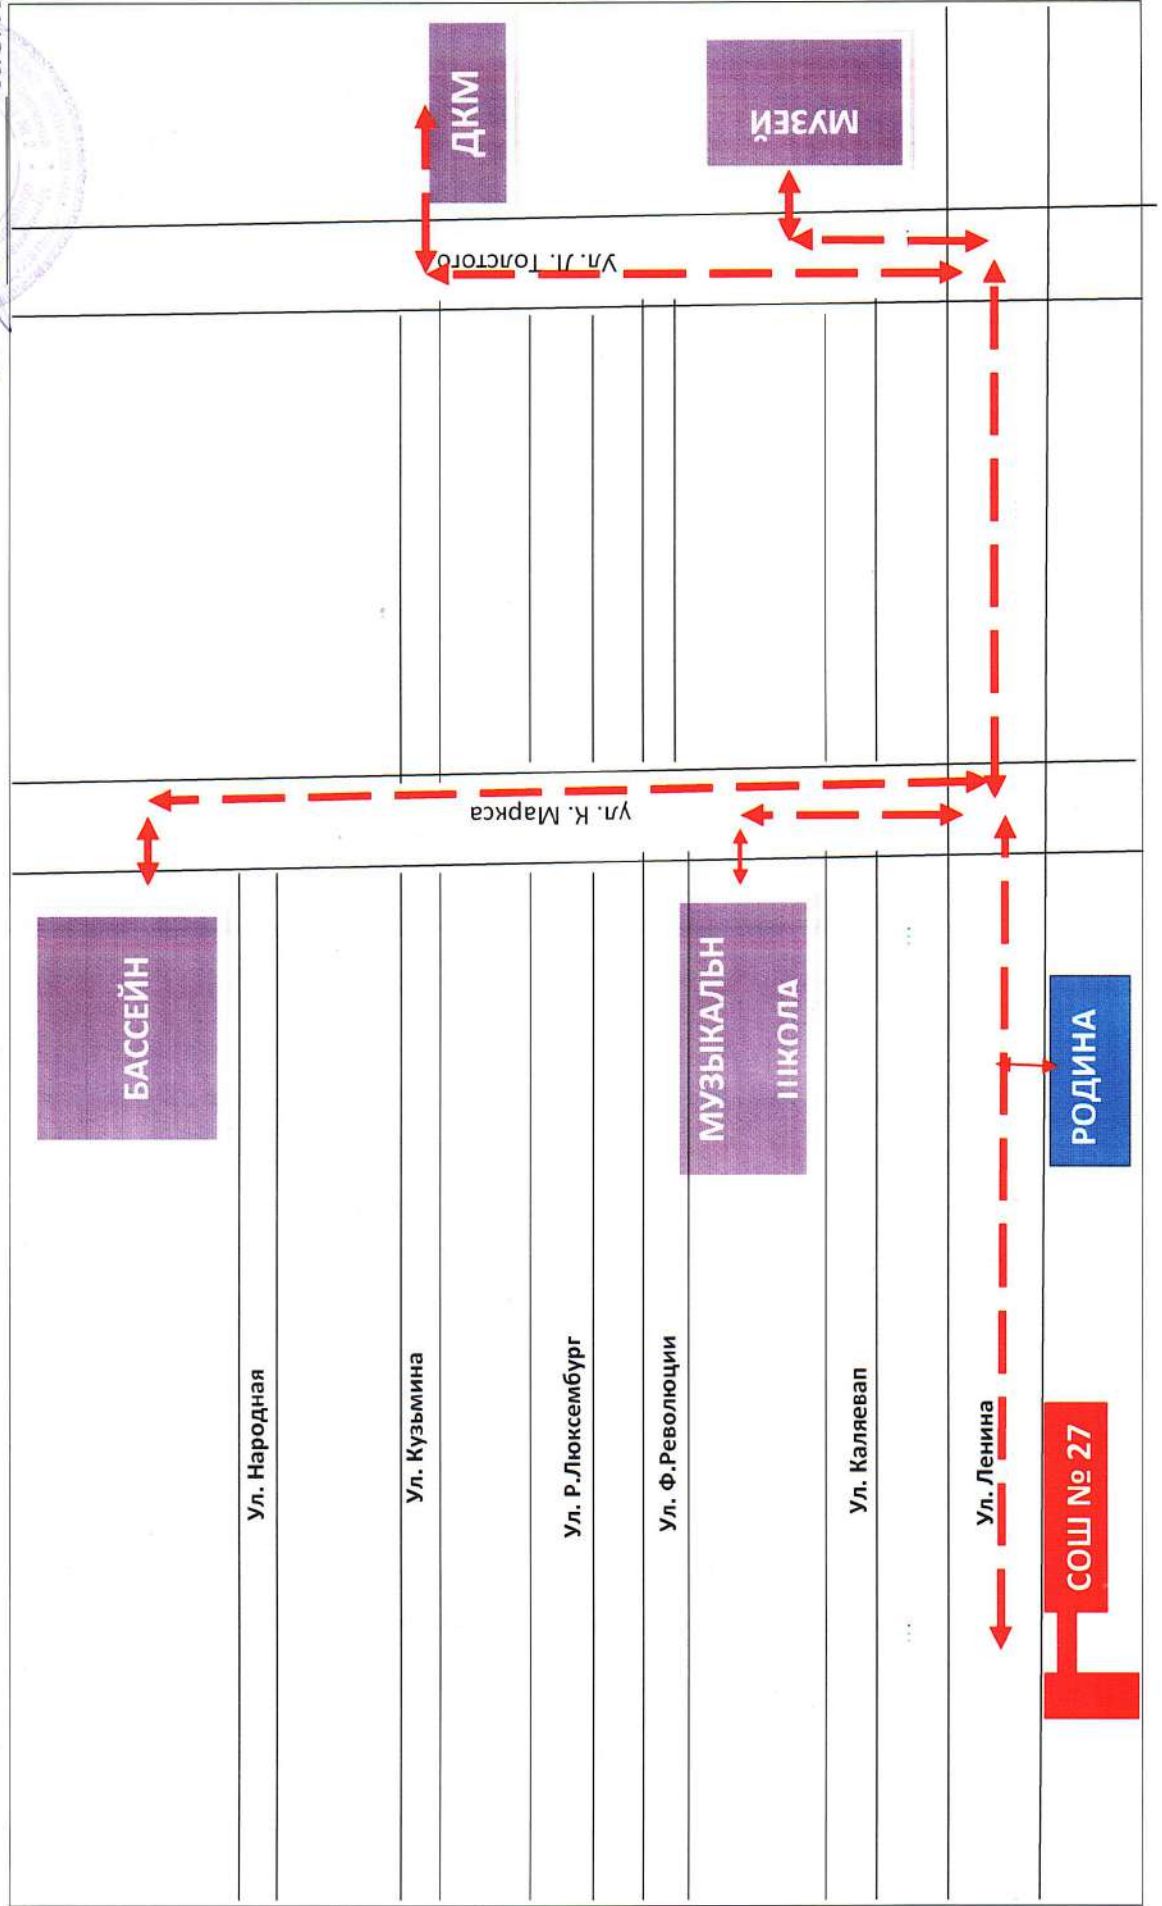 БАССЕЙН
Ул. Народная
Ул. Кузьмина
Ул. Р.Люксембург
Ул. Ф.Революции
МУЗЫКАЛЬН
ШКОЛА
Ул. Каляевап
Ул. Ленина
СОШ № 27
РОДИНА
ул. К. Маркса
Ул. Л. Толстого
ДКМ
МУЗЕЙ